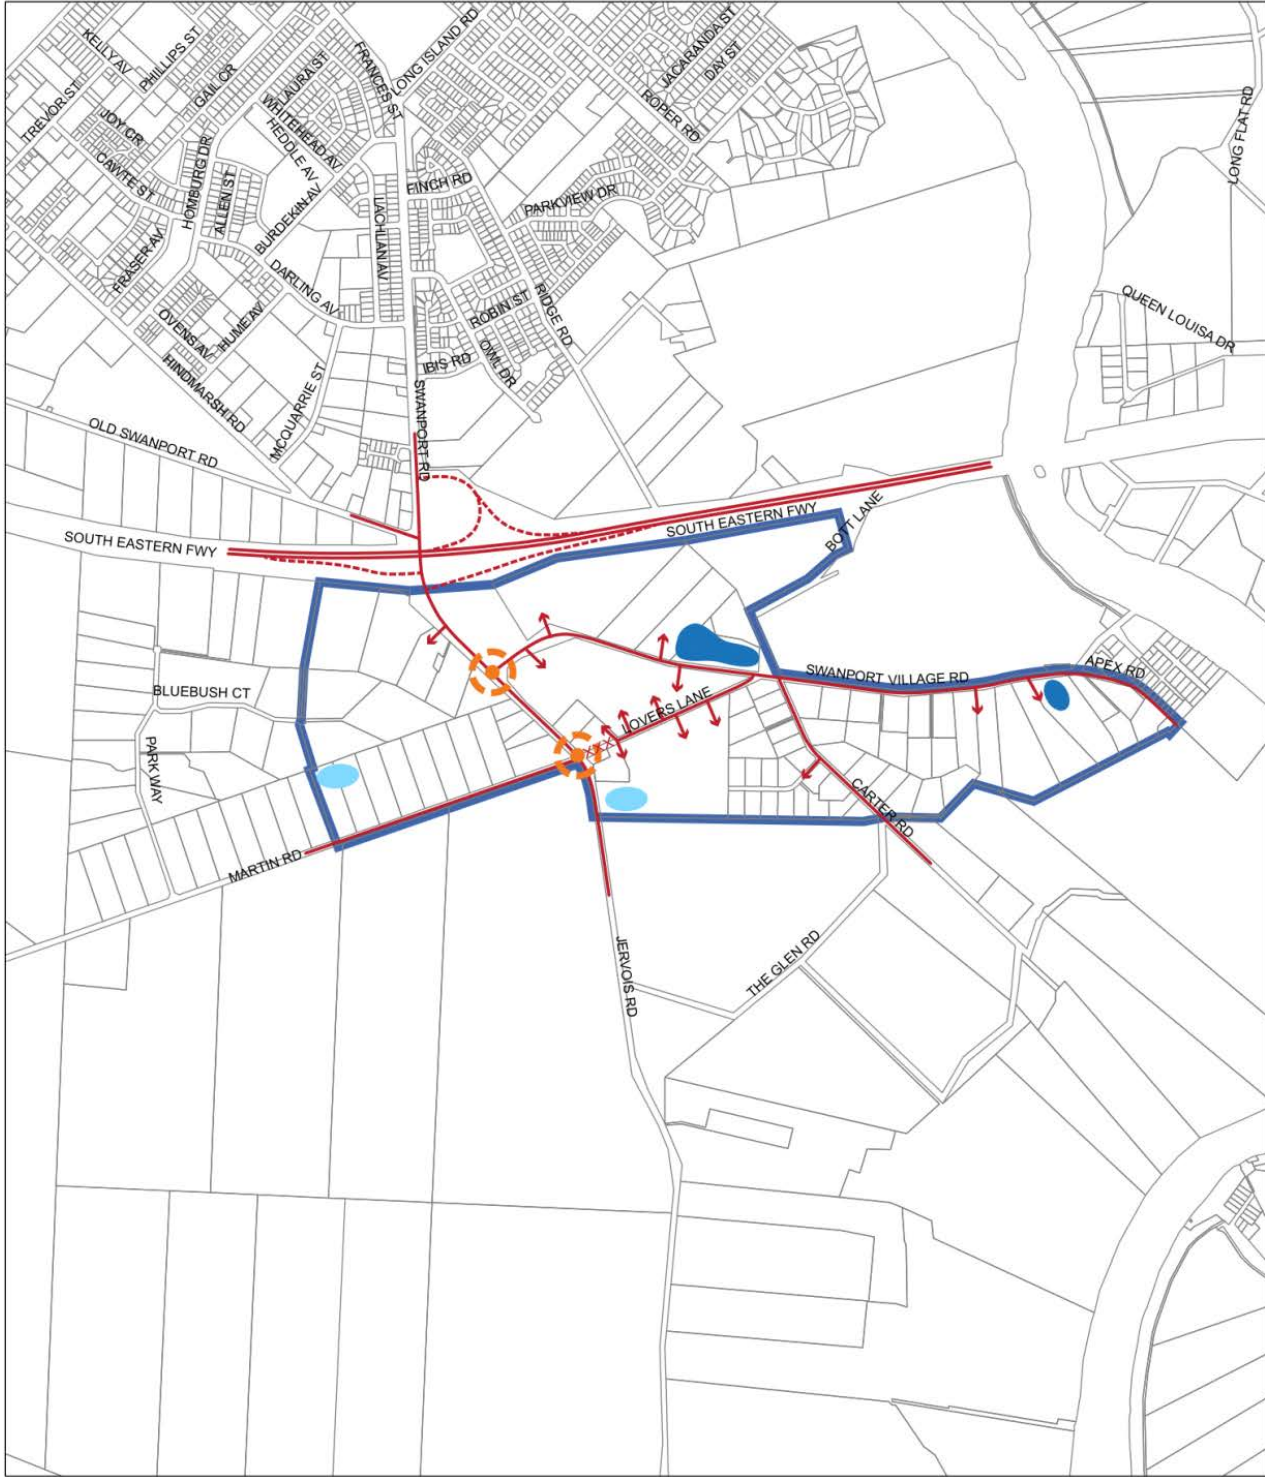 KELLY AV
PHILLIPS ST
FRANCES ST
LONG ISLAND RD
JACARANDA ST
DAY ST
TREVOR ST
GAIL CR
LAURA ST
WHITEHEAD AV
HEDDLE AV
ROPER RD
JOY CR
CAWTE ST
HOMBURG DR
ALLEN ST
LONG FLAT RD
BURDEKIN AV
LACHLAN AV
FINCH RD
PARKVIEW DR
FRASER AV
DARLING AV
OVENS AV
HUME AV
ROBIN ST
RIDGE RD
QUEEN LOUISA DR
HINDMARSH RD
IBIS RD
OWL DR
MCQUARRIE ST
SWANPORT RD
OLD SWANPORT RD
SOUTH EASTERN FWY
SOUTH EASTERN FWY
BOTT LANE
SWANPORT VILLAGE RD
APEX RD
BLUEBUSH CT
LOVERS LANE
XXX
PARK WAY
CARTER RD
MARTIN RD
JERVOIS RD
THE GLEN RD